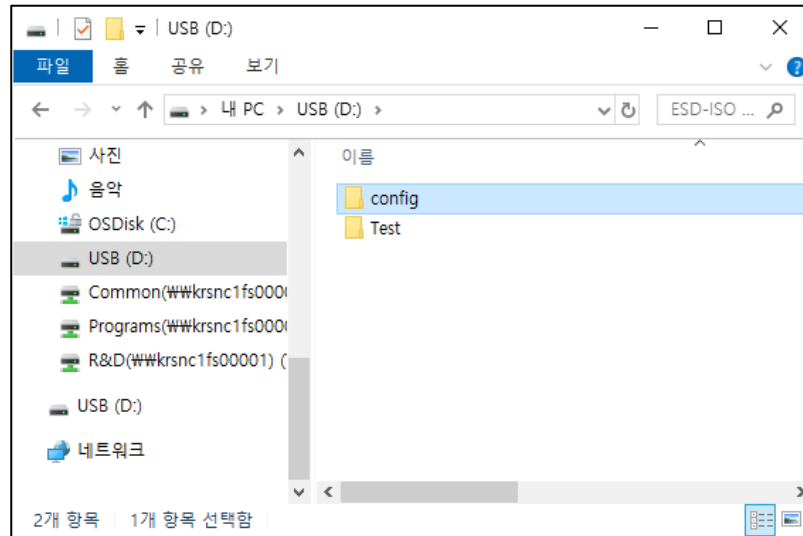 USB (D:)
파일 홈 공유 보기
내 PC USB (D:) ESD-ISO ...
사진
음악
OSDisk (C:)
USB (D:)
Common(₩₩krsnc1fs000
Programs(₩₩krsnc1fs000
R&D(₩₩krsnc1fs00001) (
USB (D:)
네트워크
이름
config
Test
2개 항목 1개 항목 선택함